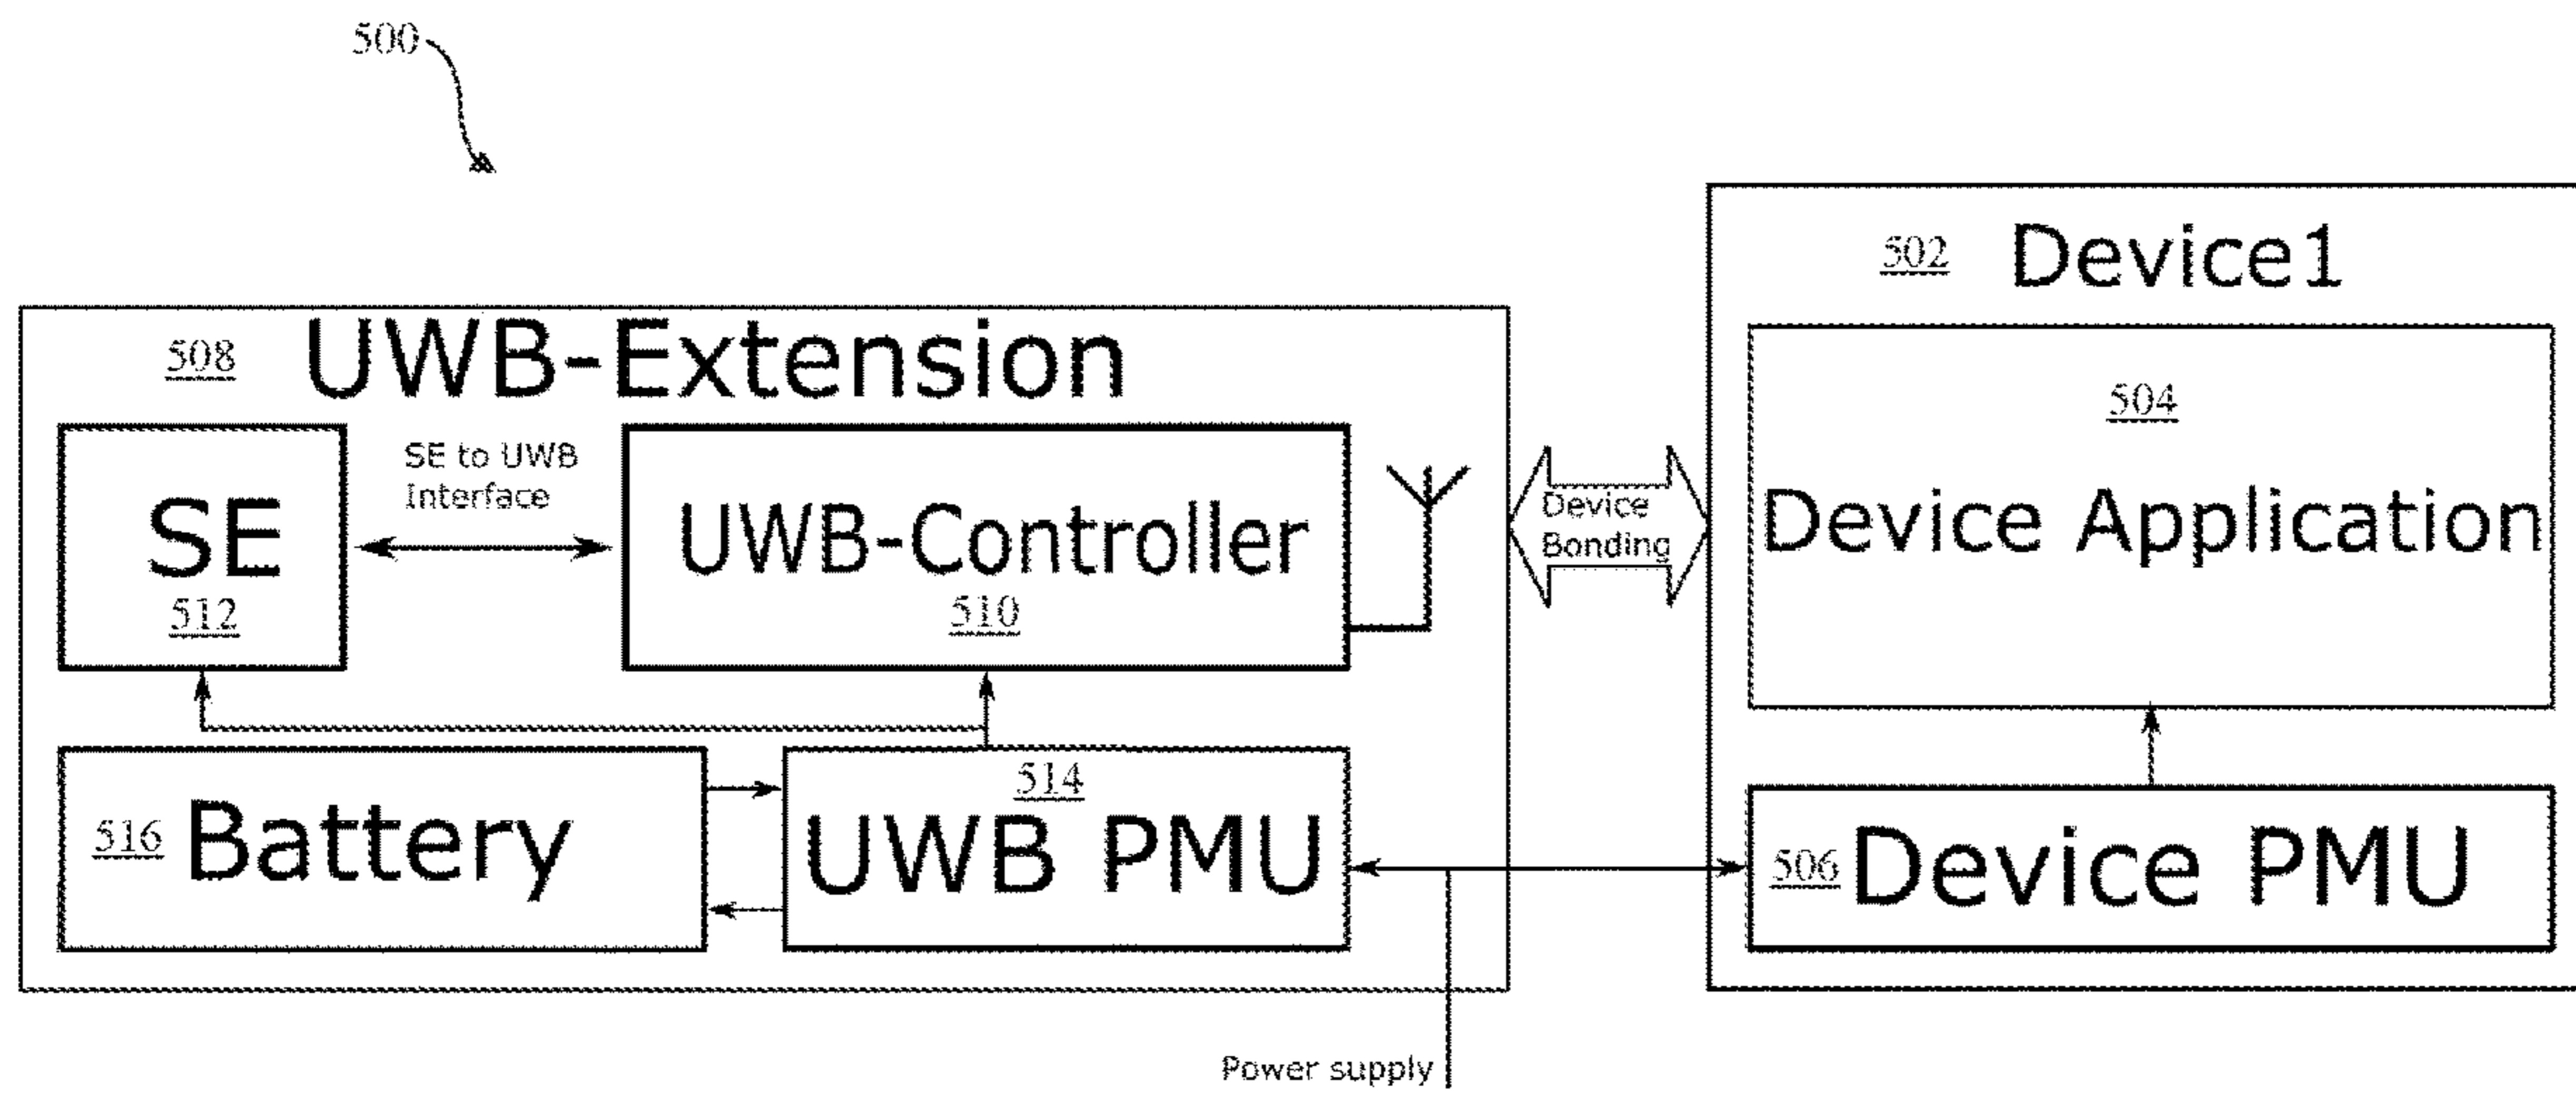 500
502 Device1
508 UWB-Extension
504
Device Application
SE
512
SE to UWB
Interface
UWB-Controller
510
Device
Bonding
516 Battery
514
UWB PMU
506 Device PMU
Power supply